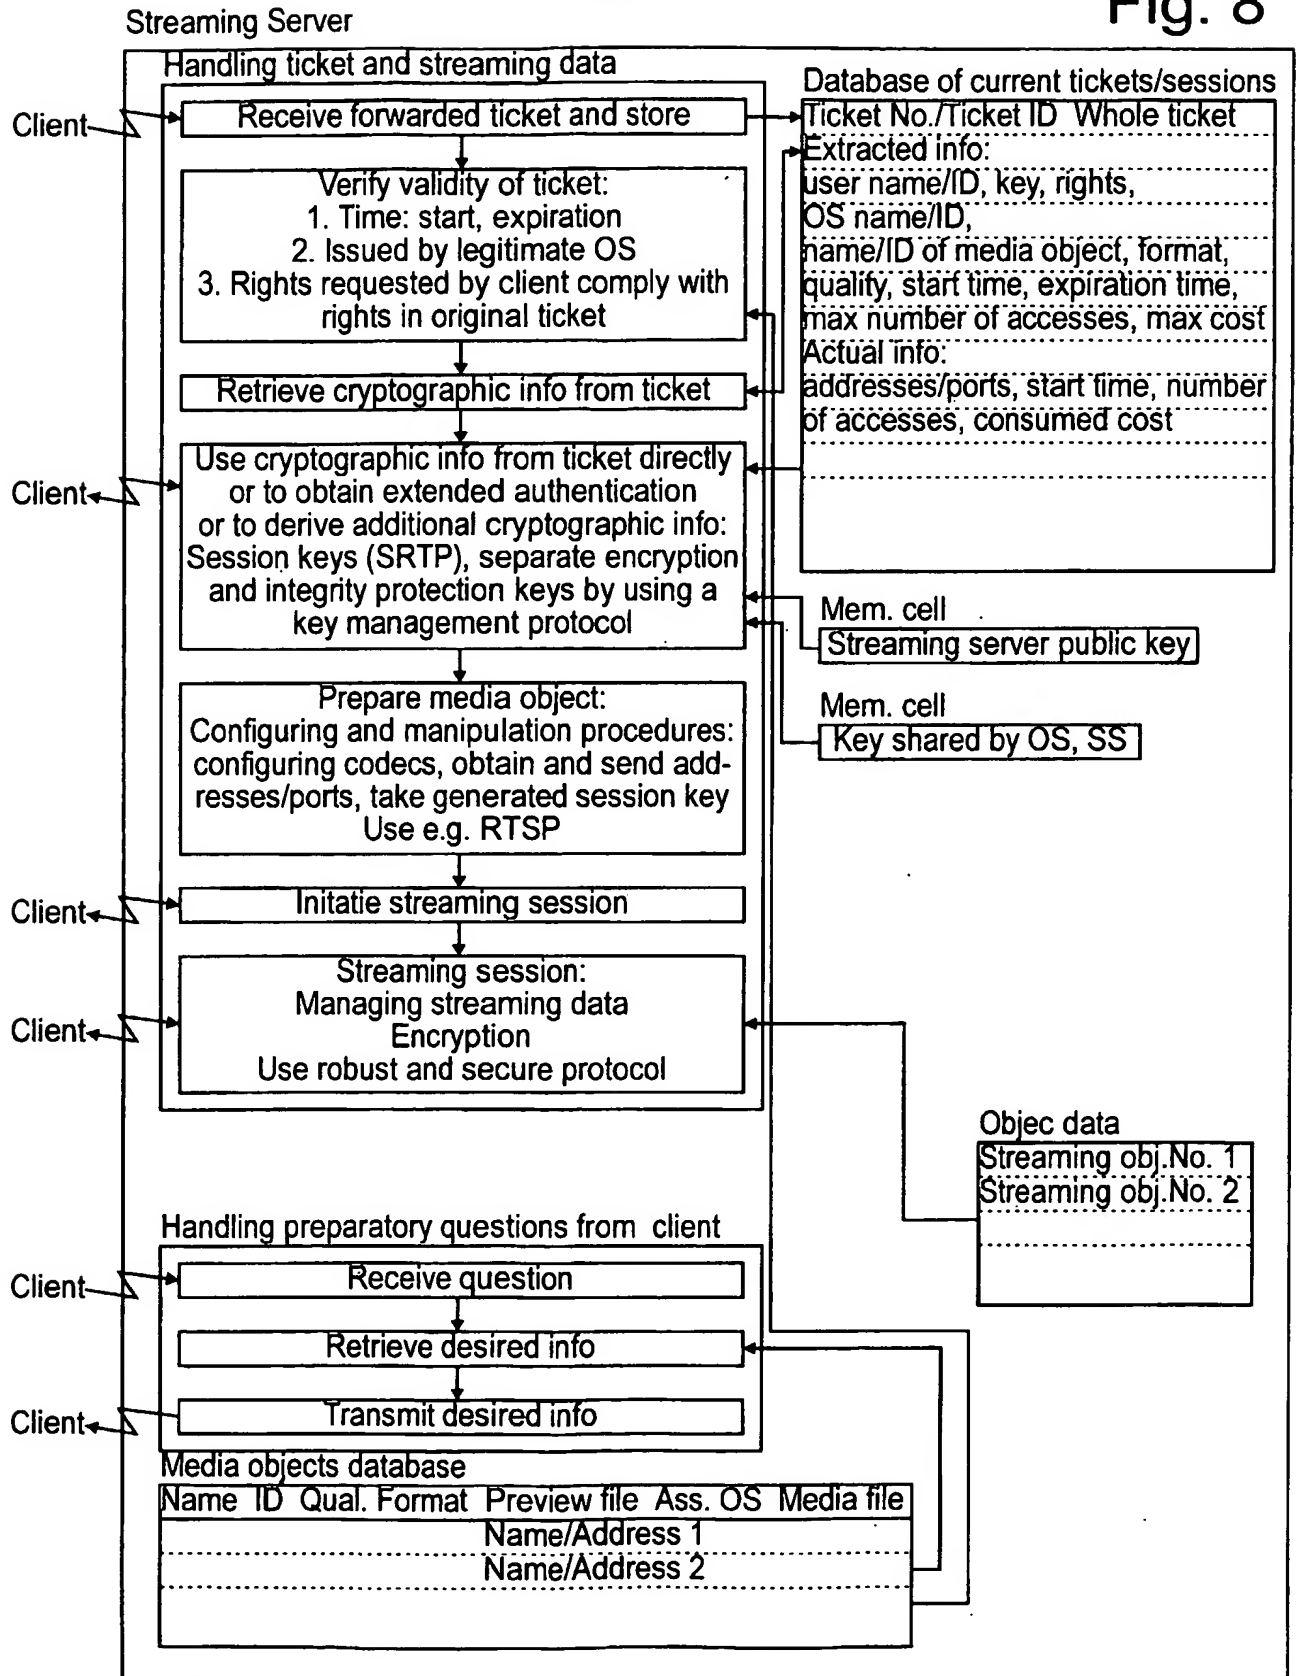 Fig. 8
Streaming Server
Handling ticket and streaming data
Client
Receive forwarded ticket and store
Verify validity of ticket:
1. Time: start, expiration
2. Issued by legitimate OS
3. Rights requested by client comply with
rights in original ticket
Retrieve cryptographic info from ticket
Client
Use cryptographic info from ticket directly
or to obtain extended authentication
or to derive additional cryptographic info:
Session keys (SRTP), separate encryption
and integrity protection keys by using a
key management protocol
Prepare media object:
Configuring and manipulation procedures:
configuring codecs, obtain and send add-
resses/ports, take generated session key
Use e.g. RTSP
Client
Initatie streaming session
Client
Streaming session:
Managing streaming data
Encryption
Use robust and secure protocol
Database of current tickets/sessions
Ticket No./Ticket ID Whole ticket
Extracted info:
user name/ID, key, rights,
OS name/ID,
name/ID of media object, format,
qualify, start time, expiration time,
max number of accesses, max cost
Actual info:
addresses/ports, start time, number
of accesses, consumed cost
Mem. cell
Streaming server public key
Mem. cell
Key shared by OS, SS
Objec data
Streaming obj.No. 1
Streaming obj.No. 2
Handling preparatory questions from client
Client
Receive question
Retrieve desired info
Client
Transmit desired info
Media objects database
Name ID Qual. Format Preview file Ass. OS Media file
Name/Address 1
Name/Address 2